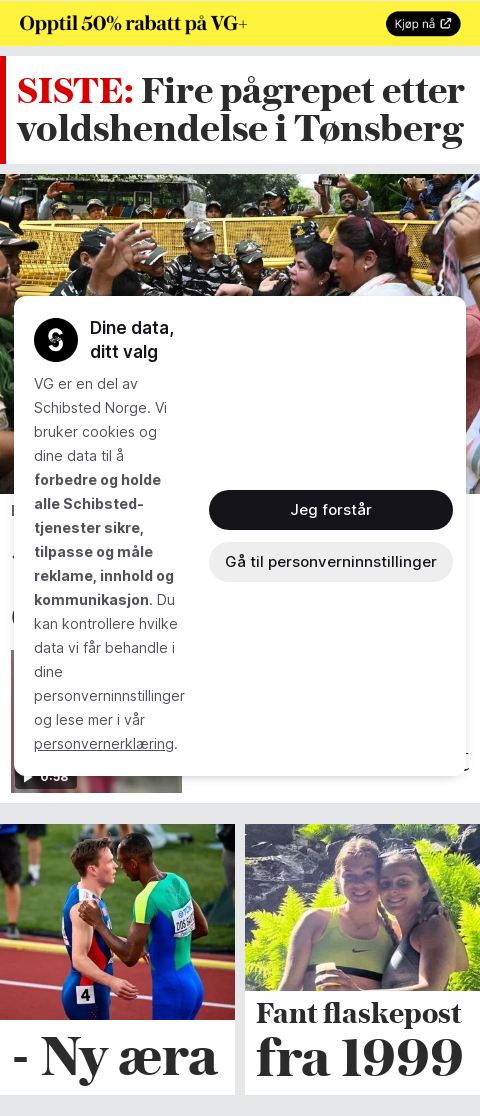 Opptil 50% rabatt på VG+
Kjøp nå
SISTE: Fire pågrepet etter
voldshendelse i Tønsberg
Dine data,
ditt valg
VG er en del av
Schibsted Norge. Vi
bruker cookies og
dine data til å
forbedre og holde
alle Schibsted-
tjenester sikre,
tilpasse og måle
reklame, innhold og
kommunikasjon. Du
kan kontrollere hvilke
data vi får behandle i
dine
personverninnstillinger
og lese mer i vår
personvernerklæring.
Jeg forstår
Gå til personverninnstillinger
0:58
4
- Ny æra
Fant flaskepost
fra 1999